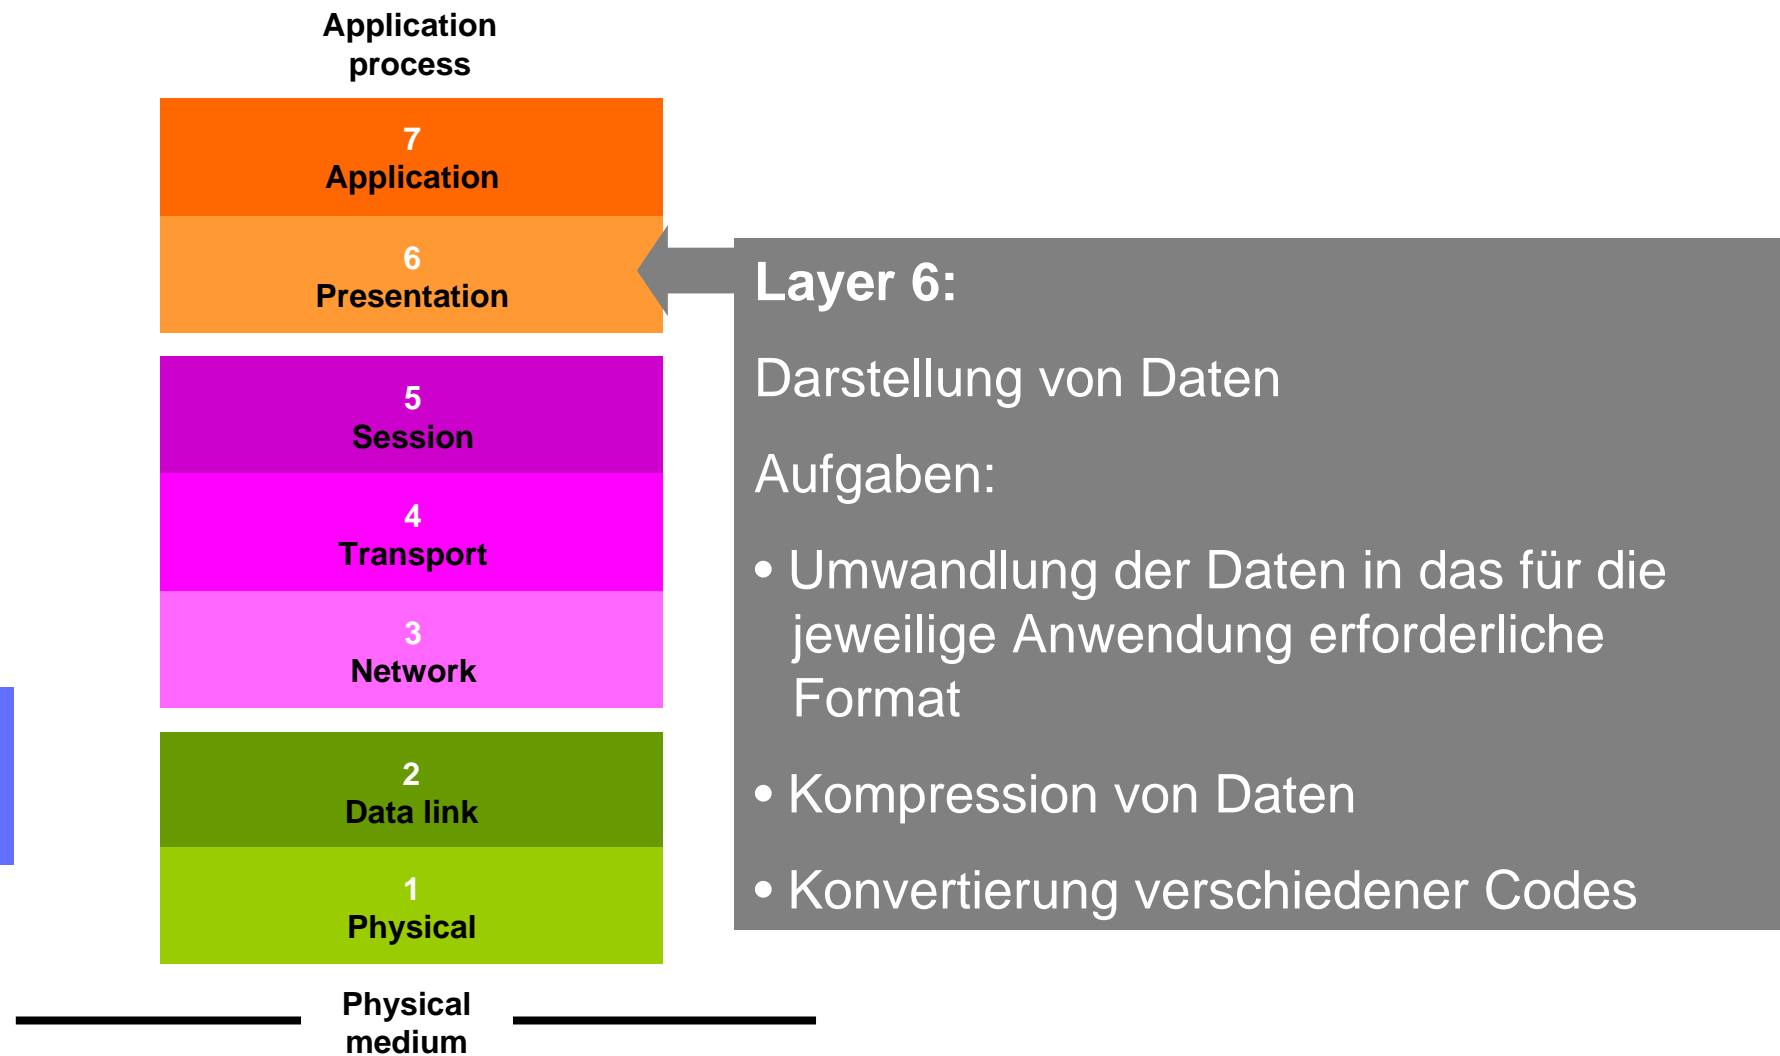 Application
process
7
Application
6
Presentation
5
Session
4
Transport
3
Network
2
Data link
1
Physical
Physical
medium
Layer 6:
Darstellung von Daten
Aufgaben:
• Umwandlung der Daten in das für die
jeweilige Anwendung erforderliche
Format
• Kompression von Daten
• Konvertierung verschiedener Codes